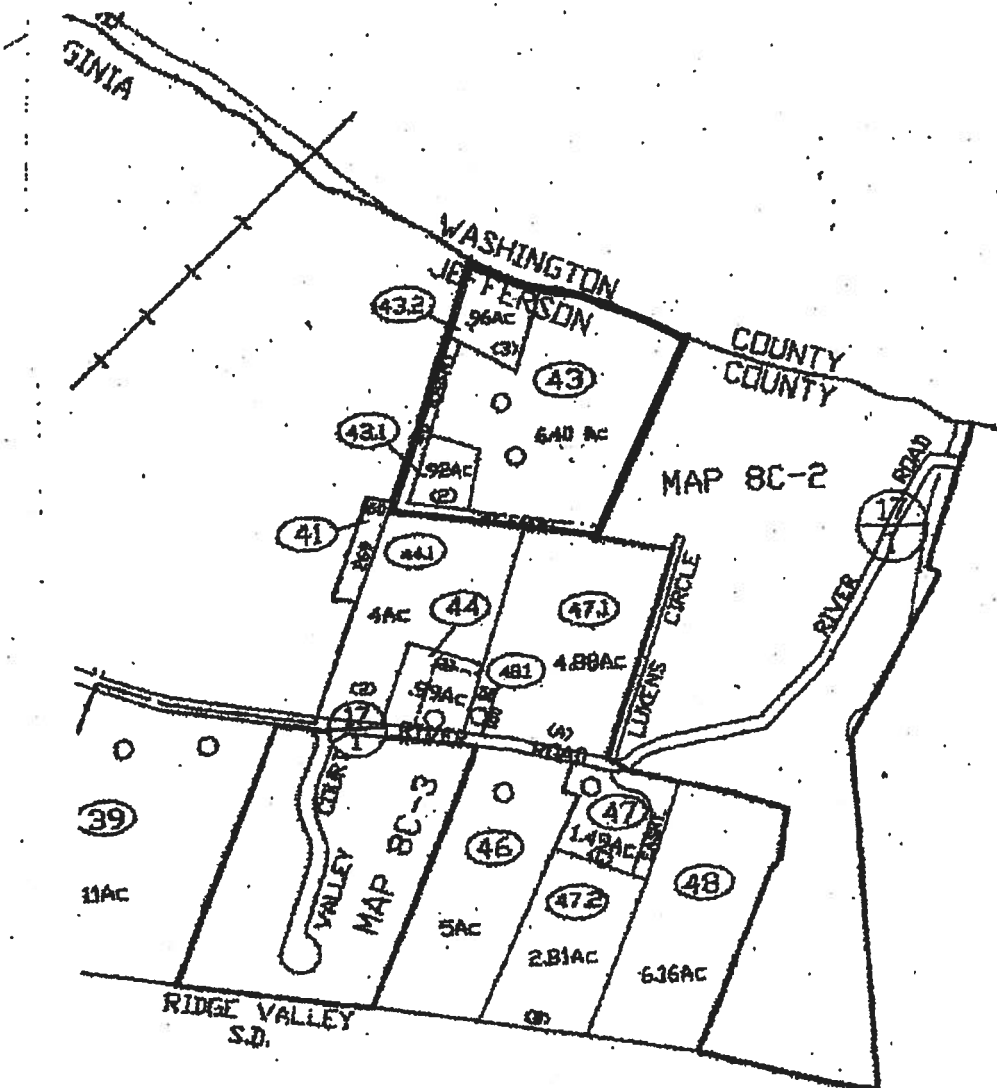 GINIA
WASHINGTON
JEFFERSON
COUNTY
COUNTY
43.2
.96Ac
(3)
43
6.40 Ac
43.1
.92Ac
(2)
MAP 8C-2
ROAD
17
1
RIVER
41
44.1
4Ac
44
47.1
4.88Ac
CIRCLE
LUKENS
48.1
.99Ac
(2)
(A)
17
1
RIVER
ROAD
COURT
VALLEY
MAP 8C-3
39
11Ac
46
5Ac
47
1.49Ac
(C)
47.2
2.81Ac
48
6.16Ac
(B)
RIDGE VALLEY
S.D.